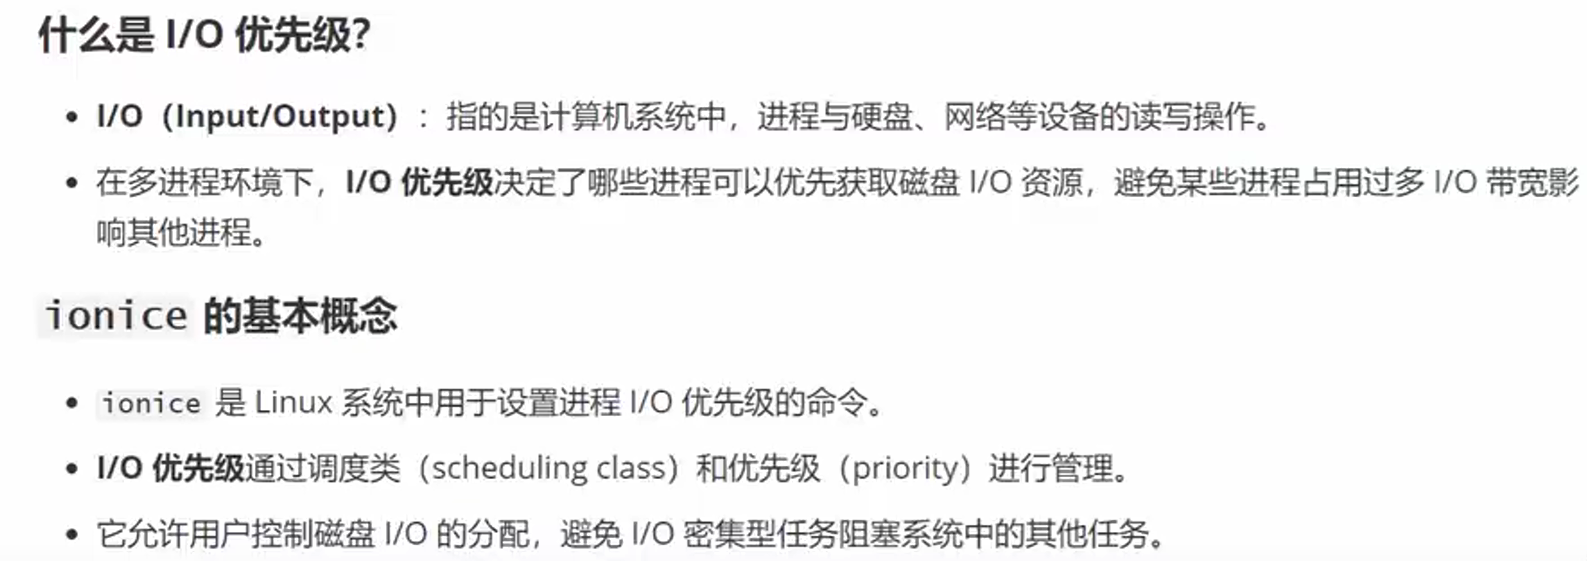 什么是 I/O 优先级?
I/O（Input/Output）：指的是计算机系统中，进程与硬盘、网络等设备的读写操作。
在多进程环境下，I/O 优先级决定了哪些进程可以优先获取磁盘 I/O 资源，避免某些进程占用过多 I/O 带宽影
响其他进程。
ionice 的基本概念
ionice 是 Linux 系统中用于设置进程 I/O 优先级的命令。
I/O 优先级通过调度类（scheduling class）和优先级（priority）进行管理。
它允许用户控制磁盘 I/O 的分配，避免 I/O 密集型任务阻塞系统中的其他任务。